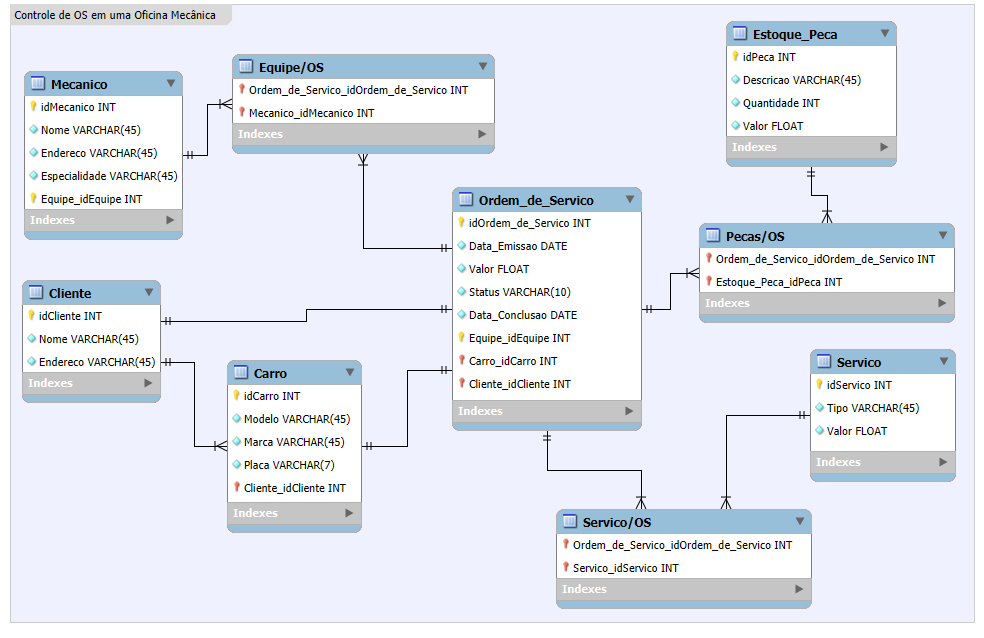 Controle de OS em uma Oficina Mecânica
Mecanico
idMecanico INT
Nome VARCHAR(45)
Endereco VARCHAR(45)
Especialidade VARCHAR(45)
Equipe_idEquipe INT
Indexes
Equipe/OS
Ordem_de_Servico_idOrdem_de_Servico INT
Mecanico_idMecanico INT
Indexes
Estoque_Peca
idPeca INT
Descricao VARCHAR(45)
Quantidade INT
Valor FLOAT
Indexes
Ordem_de_Servico
idOrdem_de_Servico INT
Data_Emissao DATE
Valor FLOAT
Status VARCHAR(10)
Data_Conclusao DATE
Equipe_idEquipe INT
Carro_idCarro INT
Cliente_idCliente INT
Indexes
Pecas/OS
Ordem_de_Servico_idOrdem_de_Servico INT
Estoque_Peca_idPeca INT
Indexes
Cliente
idCliente INT
Nome VARCHAR(45)
Endereco VARCHAR(45)
Indexes
Carro
idCarro INT
Modelo VARCHAR(45)
Marca VARCHAR(45)
Placa VARCHAR(7)
Cliente_idCliente INT
Indexes
Servico
idServico INT
Tipo VARCHAR(45)
Valor FLOAT
Indexes
Servico/OS
Ordem_de_Servico_idOrdem_de_Servico INT
Servico_idServico INT
Indexes